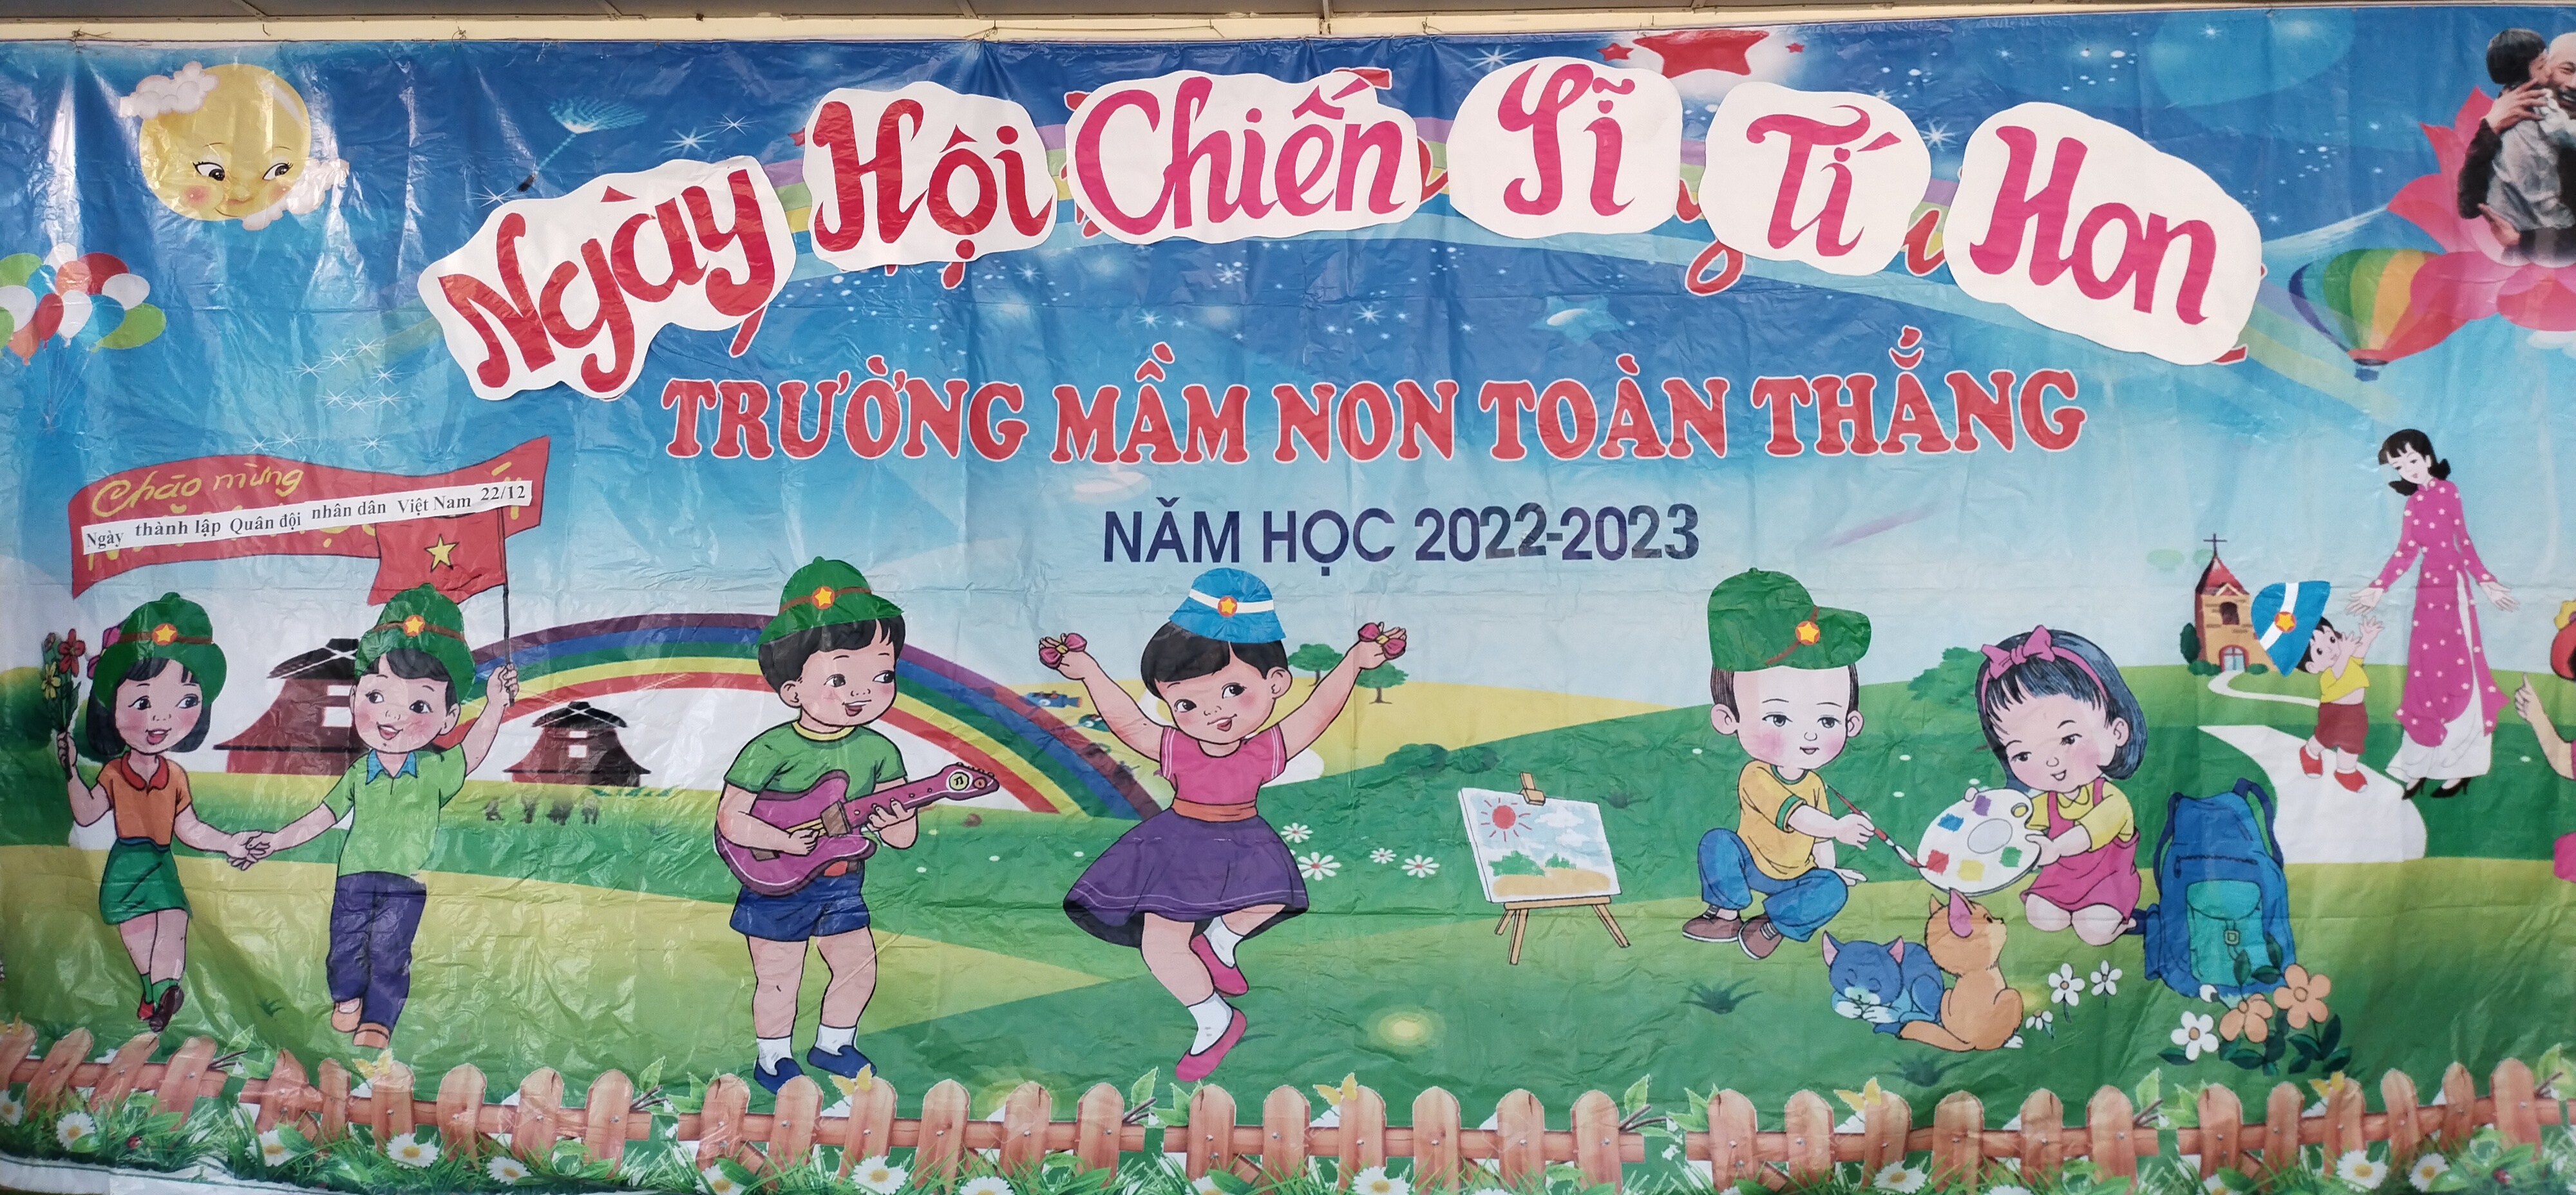 Ngày Hội Chiến Sĩ Tí Hon
TRƯỜNG MẦM NON TOÀN THẮNG
NĂM HỌC 2022-2023
Chào mừng
Ngày thành lập Quân đội nhân dân Việt Nam 22/12